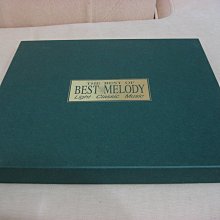 THE BEST OF
BEST MELODY
Light Classic Music